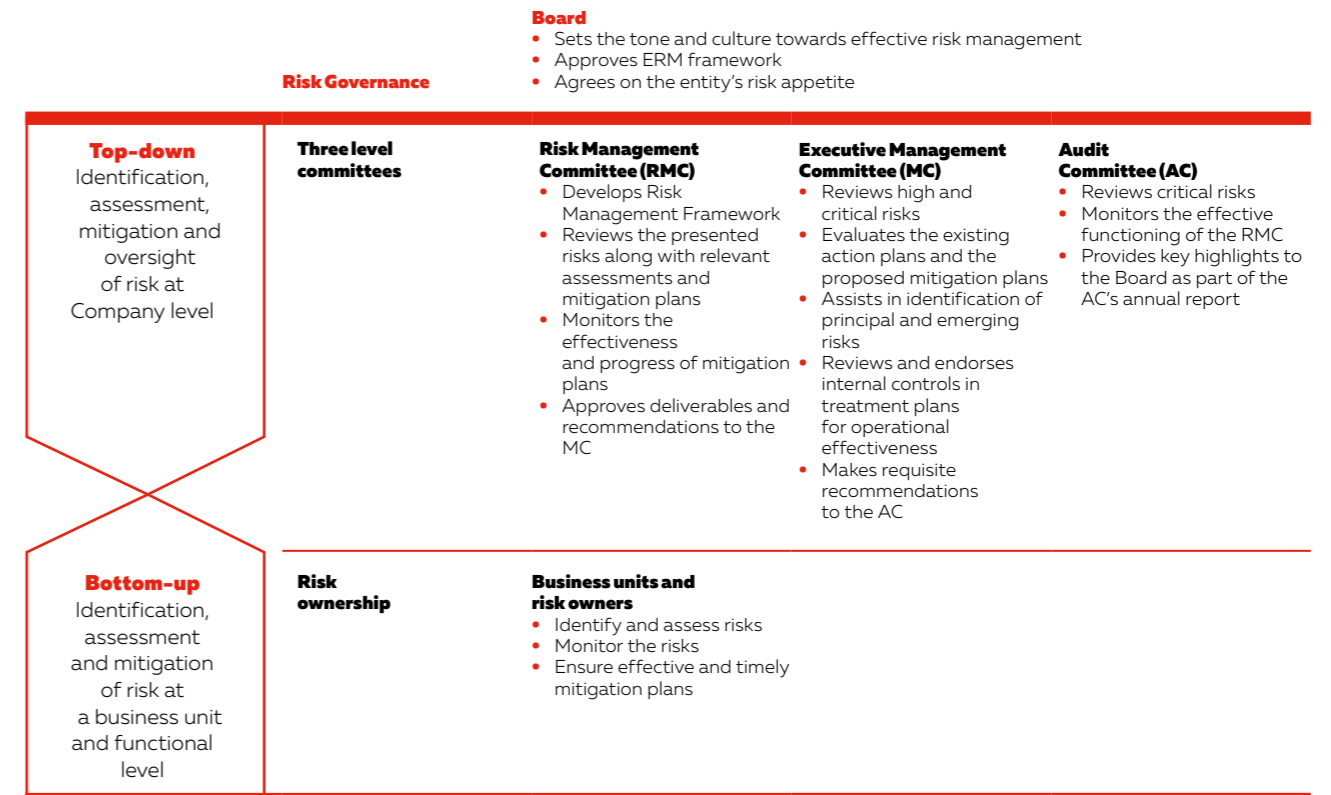 Board
• Sets the tone and culture towards effective risk management
• Approves ERM framework
Risk Governance
• Agrees on the entity's risk appetite
Top-down
Identification,
assessment,
mitigation and
oversight
of risk at
Company level
Three level
committees
Risk Management
Committee (RMC)
• Develops Risk
Management Framework
• Reviews the presented
risks along with relevant
assessments and
mitigation plans
• Monitors the
effectiveness
and progress of mitigation
plans
• Approves deliverables and
recommendations to the
MC
Executive Management
Committee (MC)
• Reviews high and
critical risks
• Evaluates the existing
action plans and the
proposed mitigation plans
• Assists in identification of
principal and emerging
risks
• Reviews and endorses
internal controls in
treatment plans
for operational
effectiveness
• Makes requisite
recommendations
to the AC
Audit
Committee (AC)
• Reviews critical risks
• Monitors the effective
functioning of the RMC
• Provides key highlights to
the Board as part of the
AC's annual report
Bottom-up
Identification,
assessment
and mitigation
of risk at
a business unit
and functional
level
Risk
ownership
Business units and
risk owners
• Identify and assess risks
• Monitor the risks
• Ensure effective and timely
mitigation plans